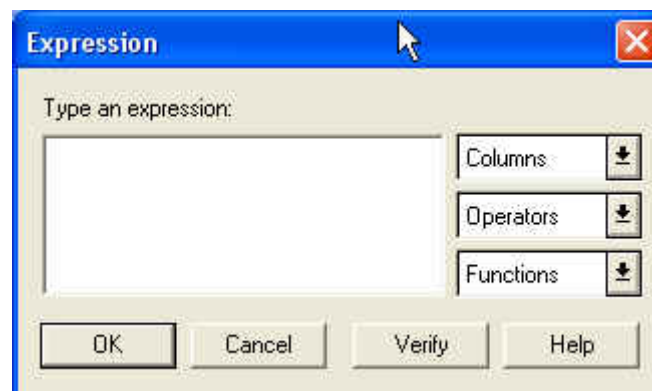 Expression
Type an expression:
Columns
Operators
Functions
OK Cancel Verify Help